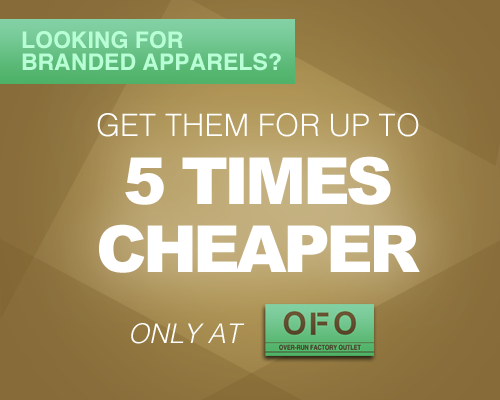 LOOKING FOR
BRANDED APPARELS?
GET THEM FOR UP TO
5 TIMES
CHEAPER
ONLY AT
OFO
OVER-RUN FACTORY OUTLET